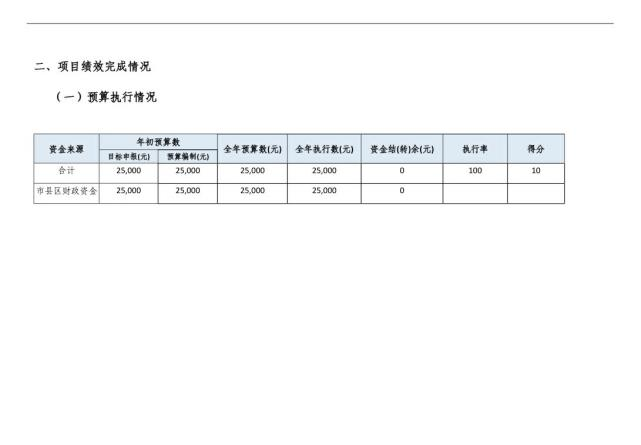 二、项目绩效完成情况
（一）预算执行情况
资金来源 年初预算数 全年预算数(元) 全年执行数(元) 资金结(转)余(元) 执行率 得分
目标申报(元) 预算编制(元)
合计 25,000 25,000 25,000 25,000 0 100 10
市县区财政资金 25,000 25,000 25,000 25,000 0